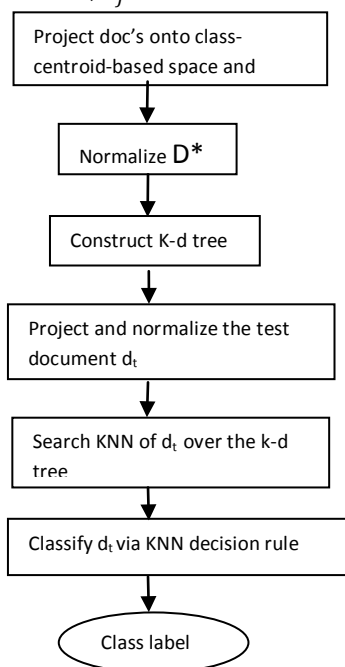 Project doc's onto class-
centroid-based space and
Normalize D*
Construct K-d tree
Project and normalize the test
document dₜ
Search KNN of dₜ over the k-d
tree
Classify dₜ via KNN decision rule
Class label